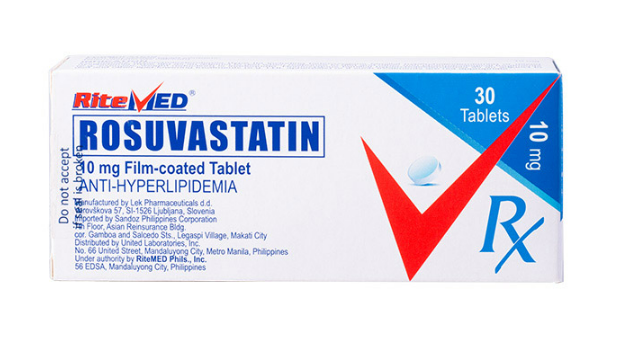 RiteMED®
ROSUVASTATIN
10 mg Film-coated Tablet
ANTI-HYPERLIPIDEMIA
Manufactured by Lek Pharmaceuticals d.d.
Verovškova 57, SI-1526 Ljubljana, Slovenia
Imported by Sandoz Philippines Corporation
Floor, Asian Reinsurance Bldg.
cor. Gamboa and Salcedo Sts., Legaspi Village, Makati City
Distributed by United Laboratories, Inc.
No. 66 United Street, Mandaluyong City, Metro Manila, Philippines
Under authority by RiteMED Phils., Inc.
56 EDSA, Mandaluyong City, Philippines
Do not accept
if seal is broken
30
Tablets
10 mg
Rx